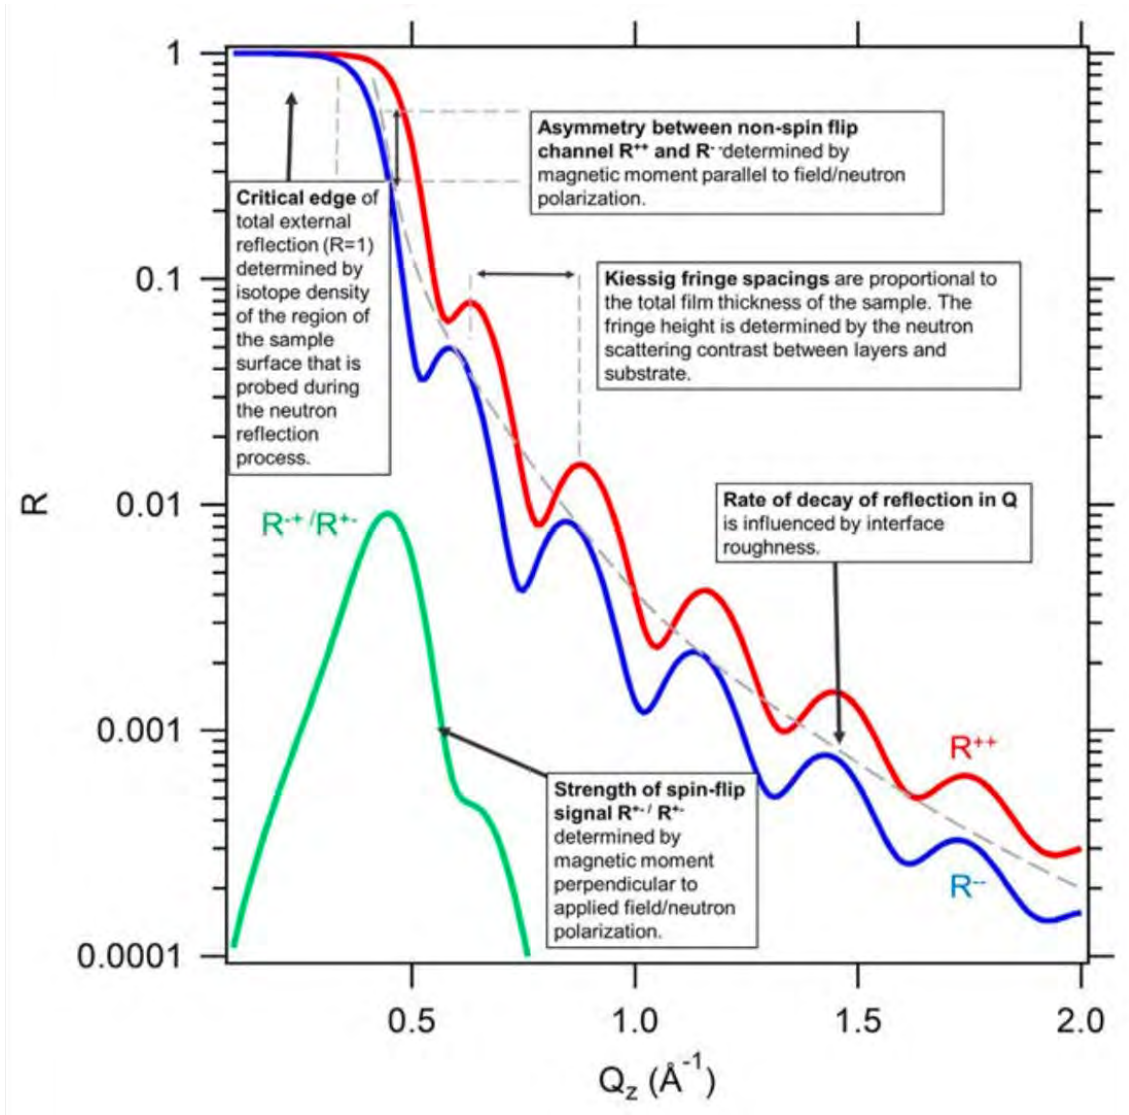 1
0.1
0.01
0.001
0.0001
R
0.5
1.0
1.5
2.0
Qz (Å-1)
Asymmetry between non-spin flip
channel R++ and R-- determined by
magnetic moment parallel to field/neutron
polarization.
Critical edge of
total external
reflection (R=1)
determined by
isotope density
of the region of
the sample
surface that is
probed during
the neutron
reflection
process.
Kiessig fringe spacings are proportional to
the total film thickness of the sample. The
fringe height is determined by the neutron
scattering contrast between layers and
substrate.
R-+ /R+-
Rate of decay of reflection in Q
is influenced by interface
roughness.
R++
Strength of spin-flip
signal R+-/ R+-
determined by
magnetic moment
perpendicular to
applied field/neutron
polarization.
R--